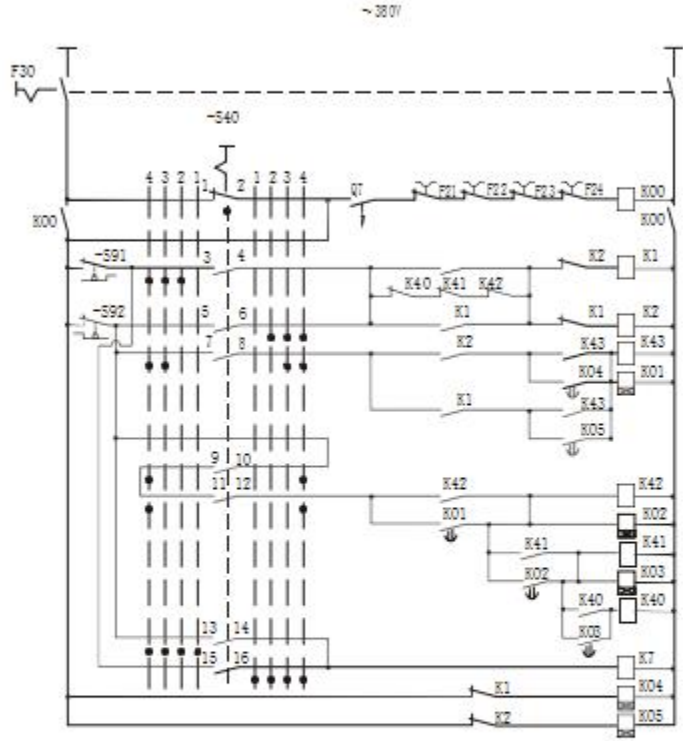 ~380V
F30
-S40
4 3 2 1 1 2 1 2 3 4 QT F21 F22 F23 F24 K00
K00 K00
-S91 3 4 K2 K1
K40 K41 K42
-S92 5 6 K1 K1 K2
7 8 K2 K43 K43
K04 K01
K1 K43
K05
9 10
11 12 K42 K42
K01 K02
K41 K41
K02 K03
K40 K40
13 14 K03
15 16 K7
K1 K04
K2 K05